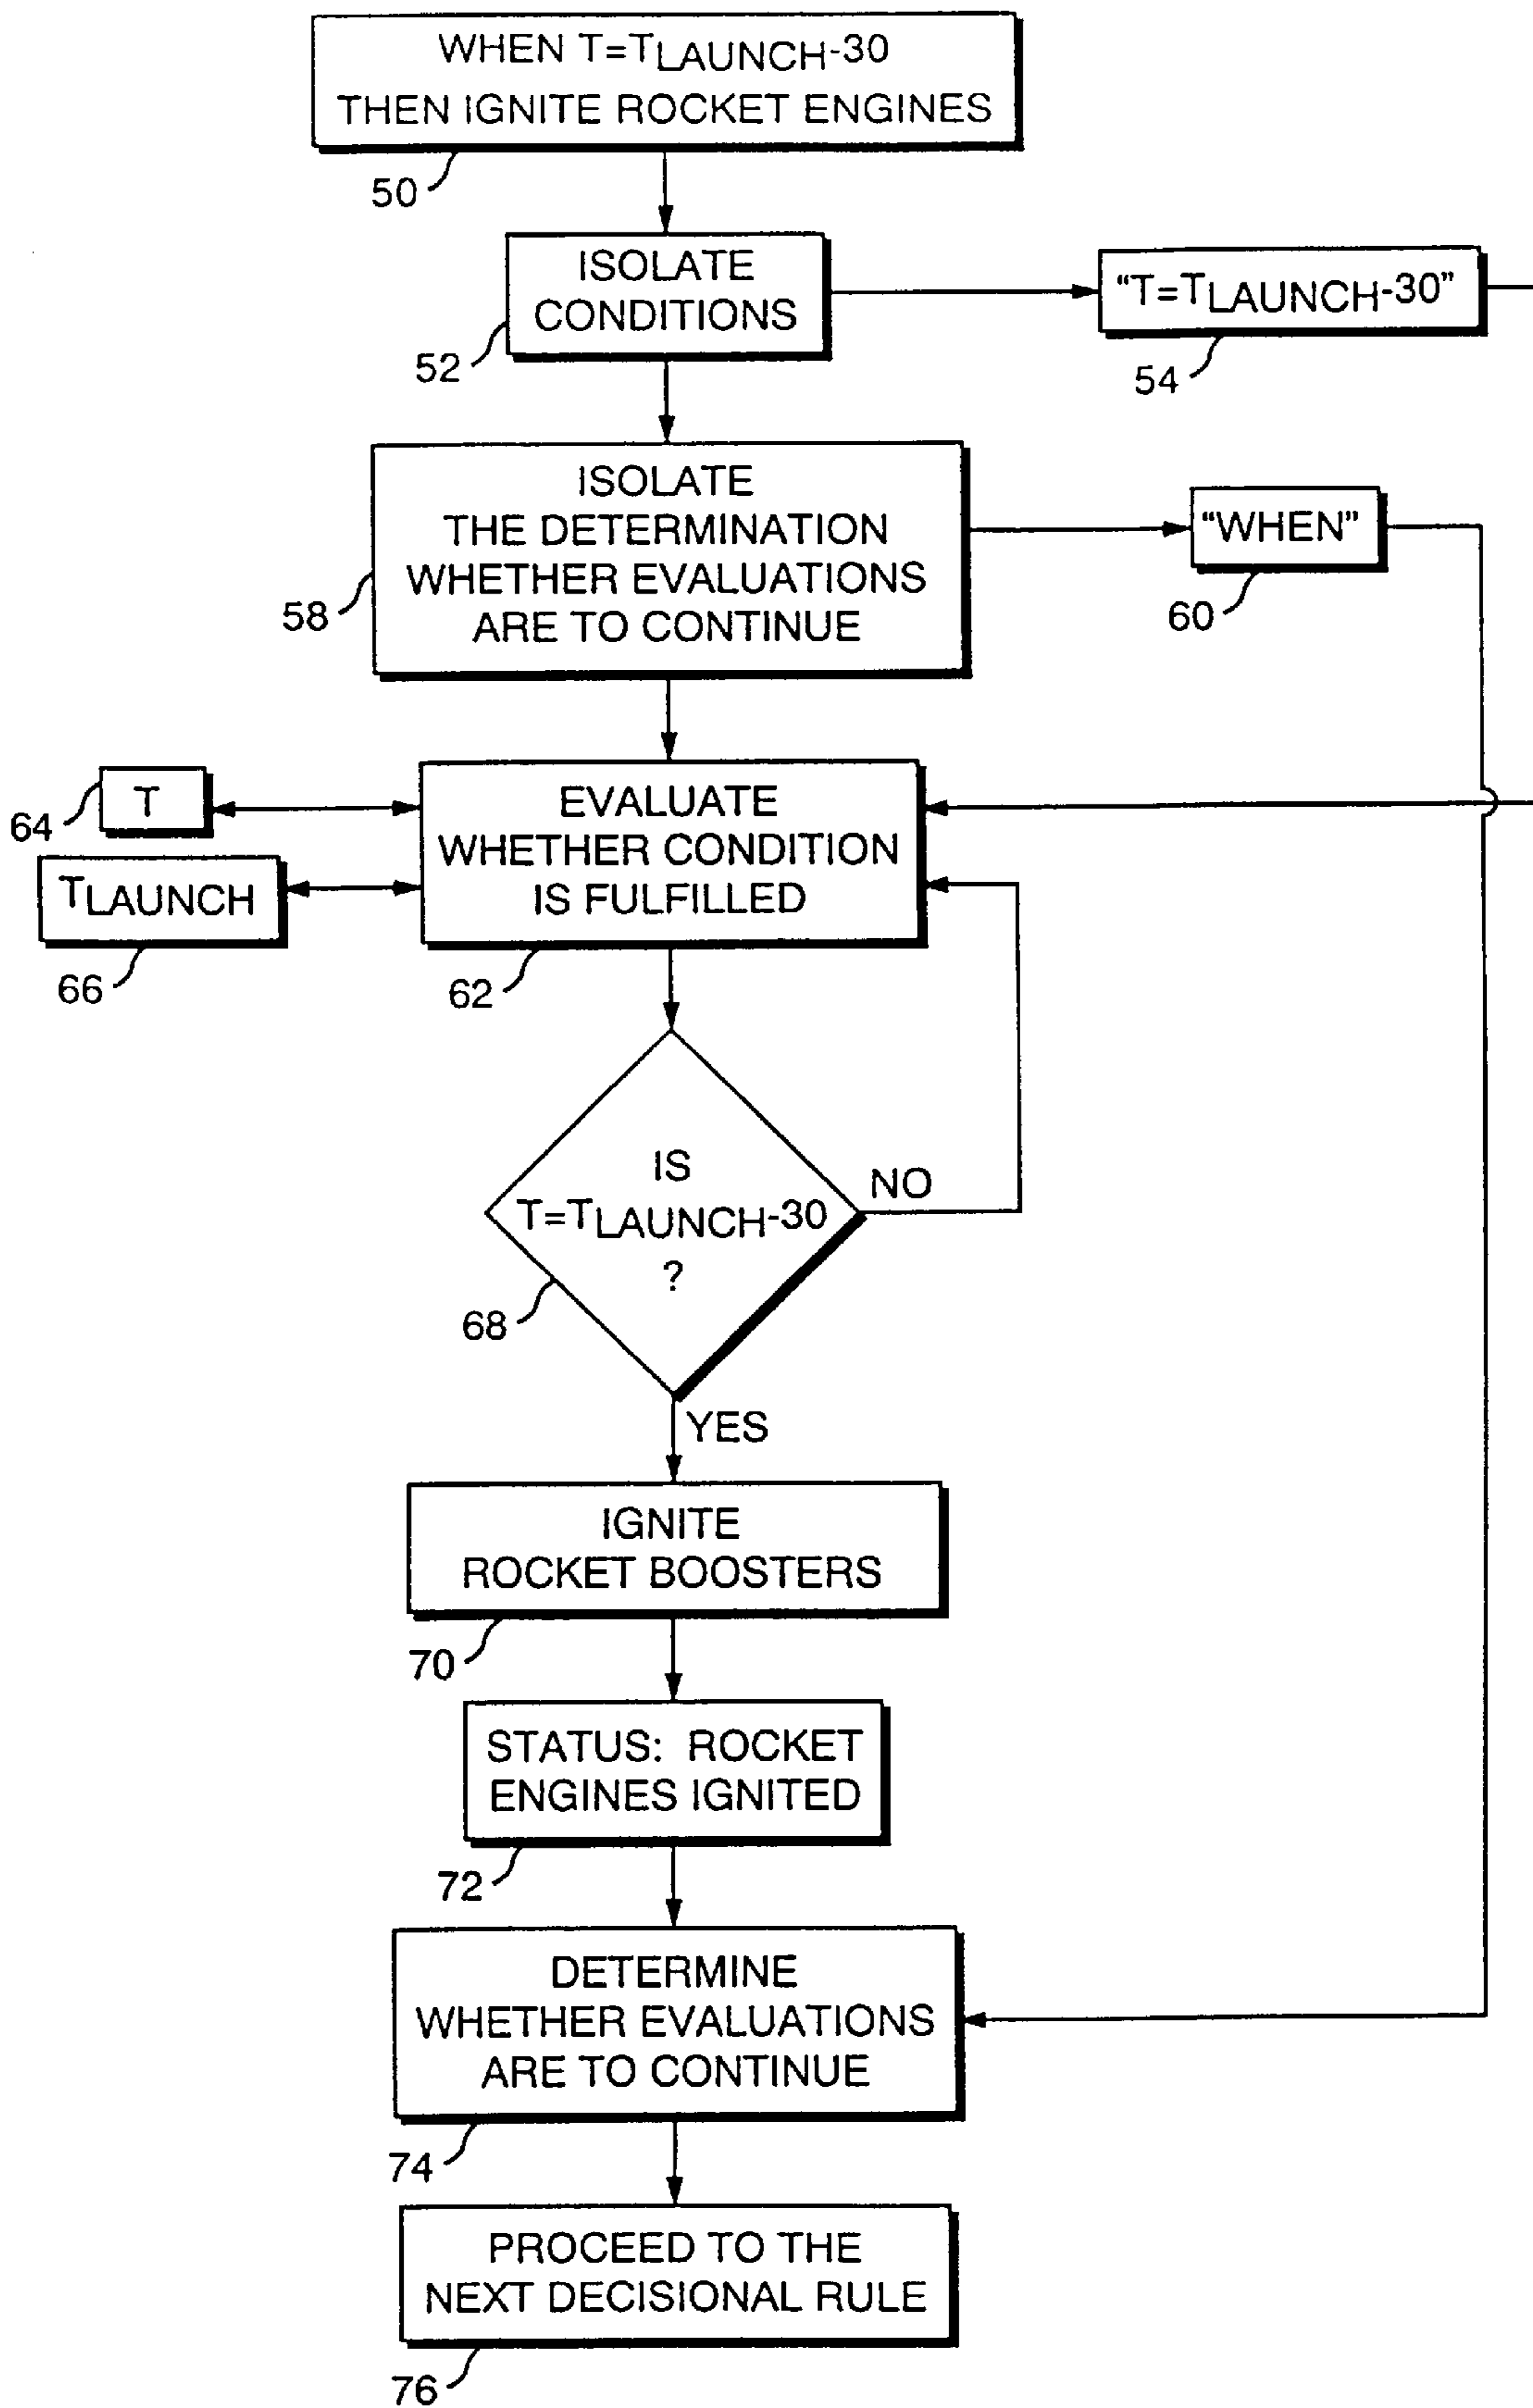 WHEN T=TLAUNCH-30
THEN IGNITE ROCKET ENGINES
50
ISOLATE
CONDITIONS
52
“T=TLAUNCH-30”
54
ISOLATE
THE DETERMINATION
WHETHER EVALUATIONS
ARE TO CONTINUE
58
“WHEN”
60
T
64
TLAUNCH
66
EVALUATE
WHETHER CONDITION
IS FULFILLED
62
IS
T=TLAUNCH-30
?
NO
68
YES
IGNITE
ROCKET BOOSTERS
70
STATUS: ROCKET
ENGINES IGNITED
72
DETERMINE
WHETHER EVALUATIONS
ARE TO CONTINUE
74
PROCEED TO THE
NEXT DECISIONAL RULE
76